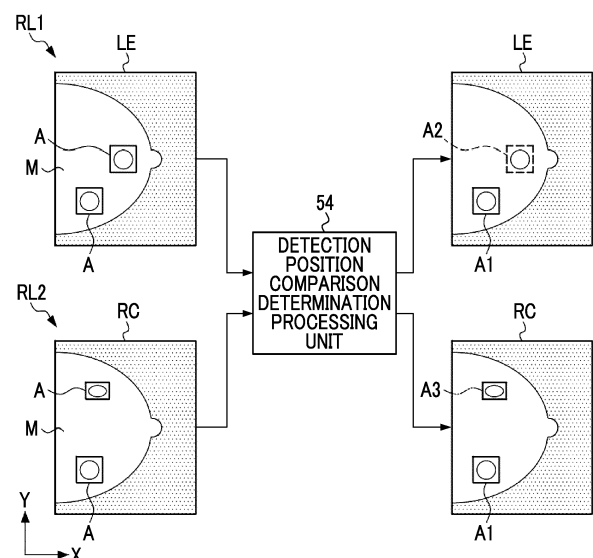 RL1
LE
A
M
A
LE
A2
A1
54
DETECTION
POSITION
COMPARISON
DETERMINATION
PROCESSING
UNIT
RL2
RC
A
M
A
RC
A3
A1
Y
X